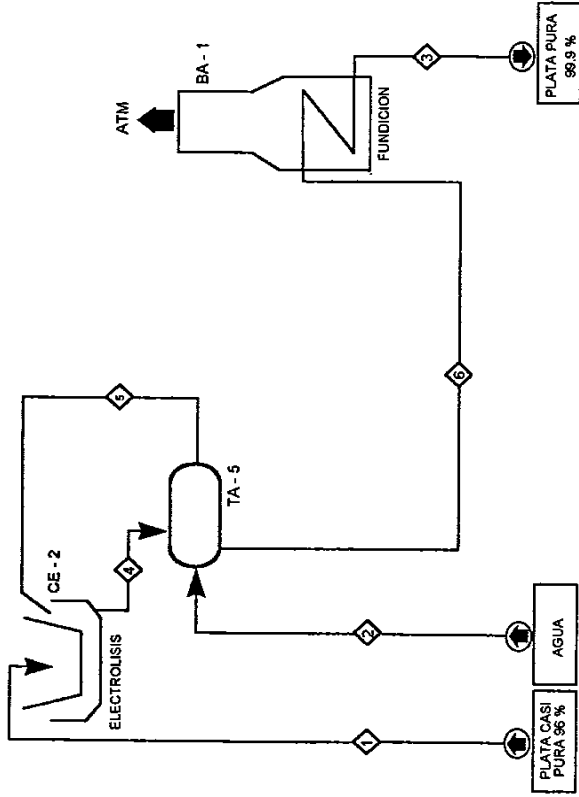 ATM
BA - 1
FUNDICION
3
PLATA PURA
99.9 %
5
CE - 2
4
ELECTROLISIS
TA - 5
6
2
1
AGUA
PLATA CASI
PURA 96 %